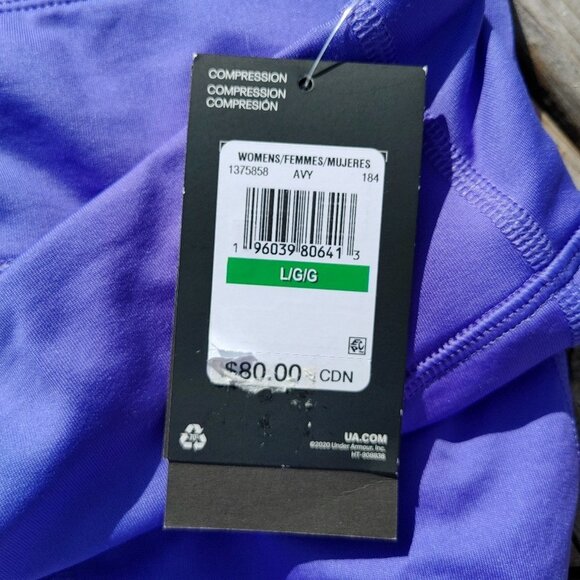 COMPRESSION
COMPRESSION
COMPRESIÓN
WOMENS/FEMMES/MUJERES
1375858 AVY 184
1 96039 80641 3
L/G/G
$80.00 CDN
UA.COM
©2020 Under Armour, Inc.